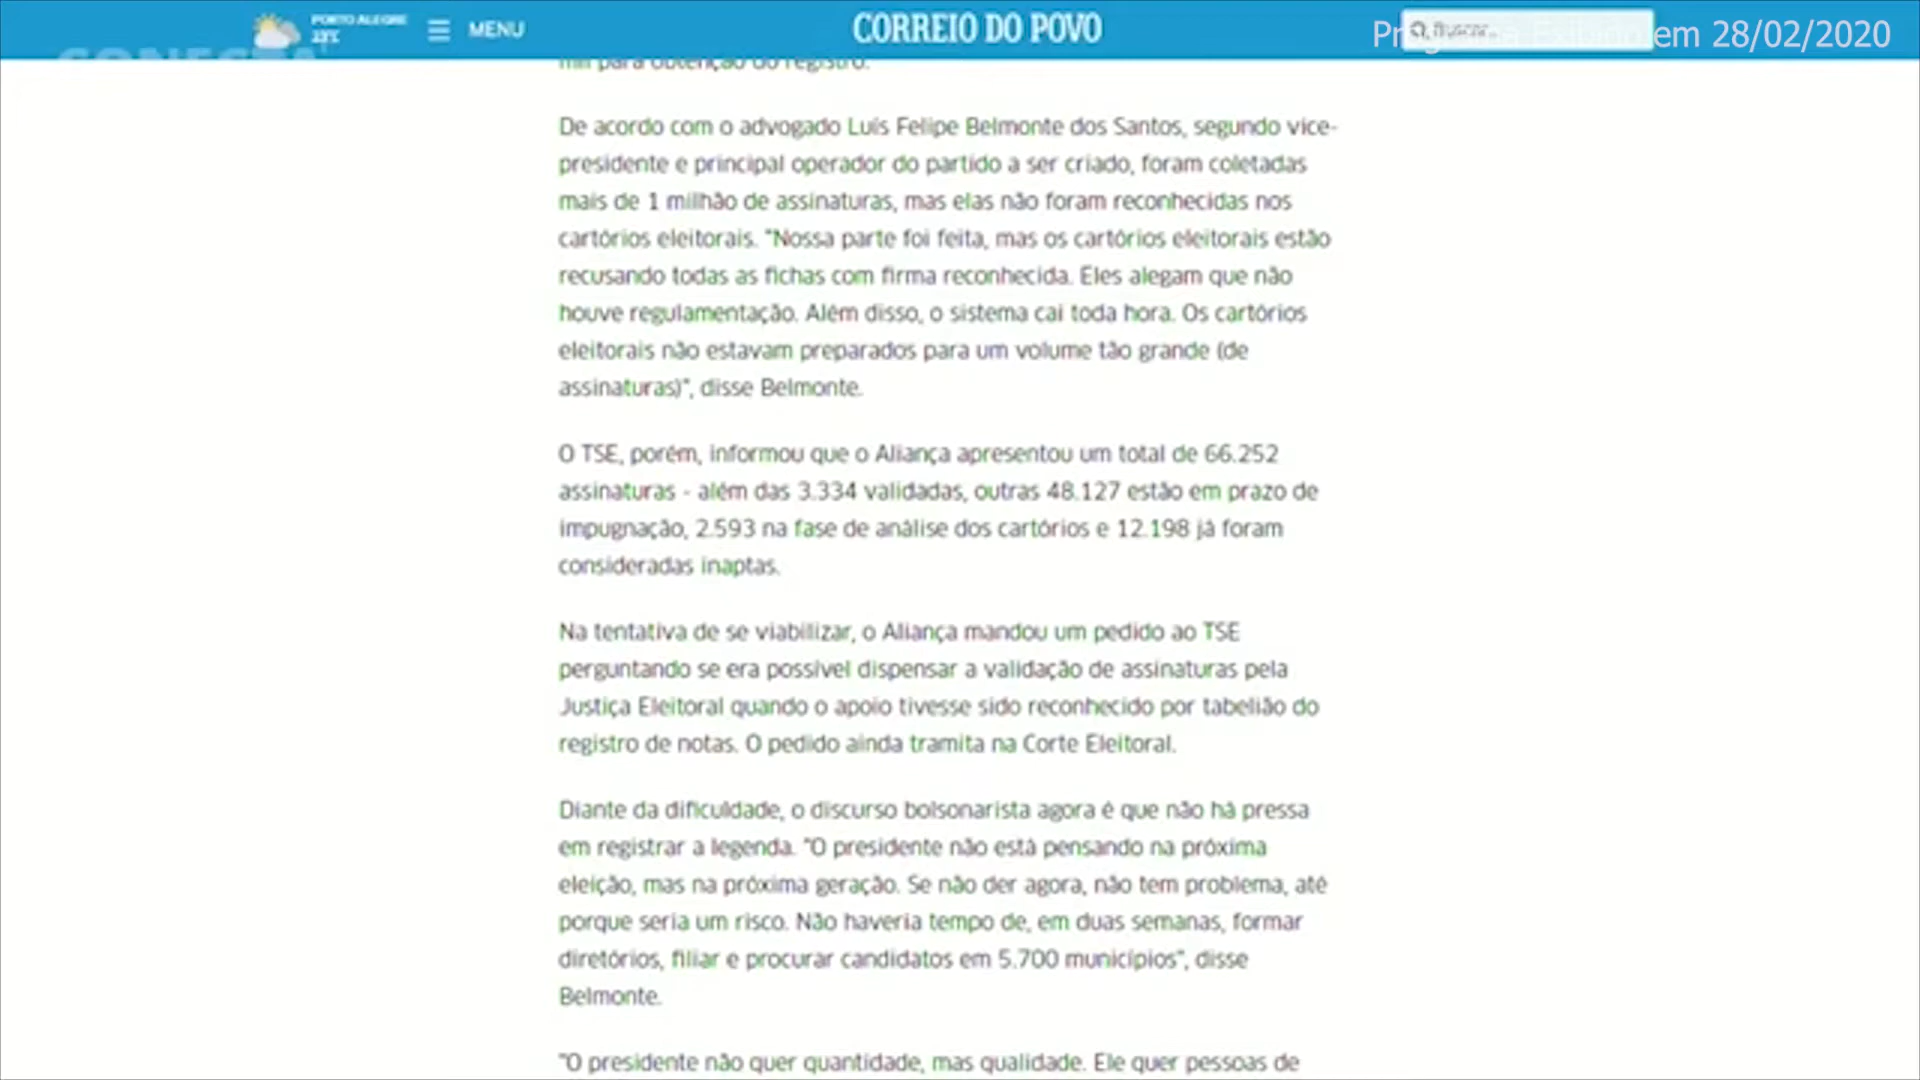 PORTO ALEGRE
MENU
CORREIO DO POVO
em 28/02/2020
mil para obtenção do registro.
De acordo com o advogado Luís Felipe Belmonte dos Santos, segundo vice-
presidente e principal operador do partido a ser criado, foram coletadas
mais de 1 milhão de assinaturas, mas elas não foram reconhecidas nos
cartórios eleitorais. "Nossa parte foi feita, mas os cartórios eleitorais estão
recusando todas as fichas com firma reconhecida. Eles alegam que não
houve regulamentação. Além disso, o sistema cai toda hora. Os cartórios
eleitorais não estavam preparados para um volume tão grande (de
assinaturas)", disse Belmonte.
O TSE, porém, informou que o Aliança apresentou um total de 66.252
assinaturas - além das 3.334 validadas, outras 48.127 estão em prazo de
impugnação, 2.593 na fase de análise dos cartórios e 12.198 já foram
consideradas inaptas.
Na tentativa de se viabilizar, o Aliança mandou um pedido ao TSE
perguntando se era possível dispensar a validação de assinaturas pela
Justiça Eleitoral quando o apoio tivesse sido reconhecido por tabelião do
registro de notas. O pedido ainda tramita na Corte Eleitoral.
Diante da dificuldade, o discurso bolsonarista agora é que não há pressa
em registrar a legenda. "O presidente não está pensando na próxima
eleição, mas na próxima geração. Se não der agora, não tem problema, até
porque seria um risco. Não haveria tempo de, em duas semanas, formar
diretórios, filiar e procurar candidatos em 5.700 municípios", disse
Belmonte.
"O presidente não quer quantidade, mas qualidade. Ele quer pessoas de